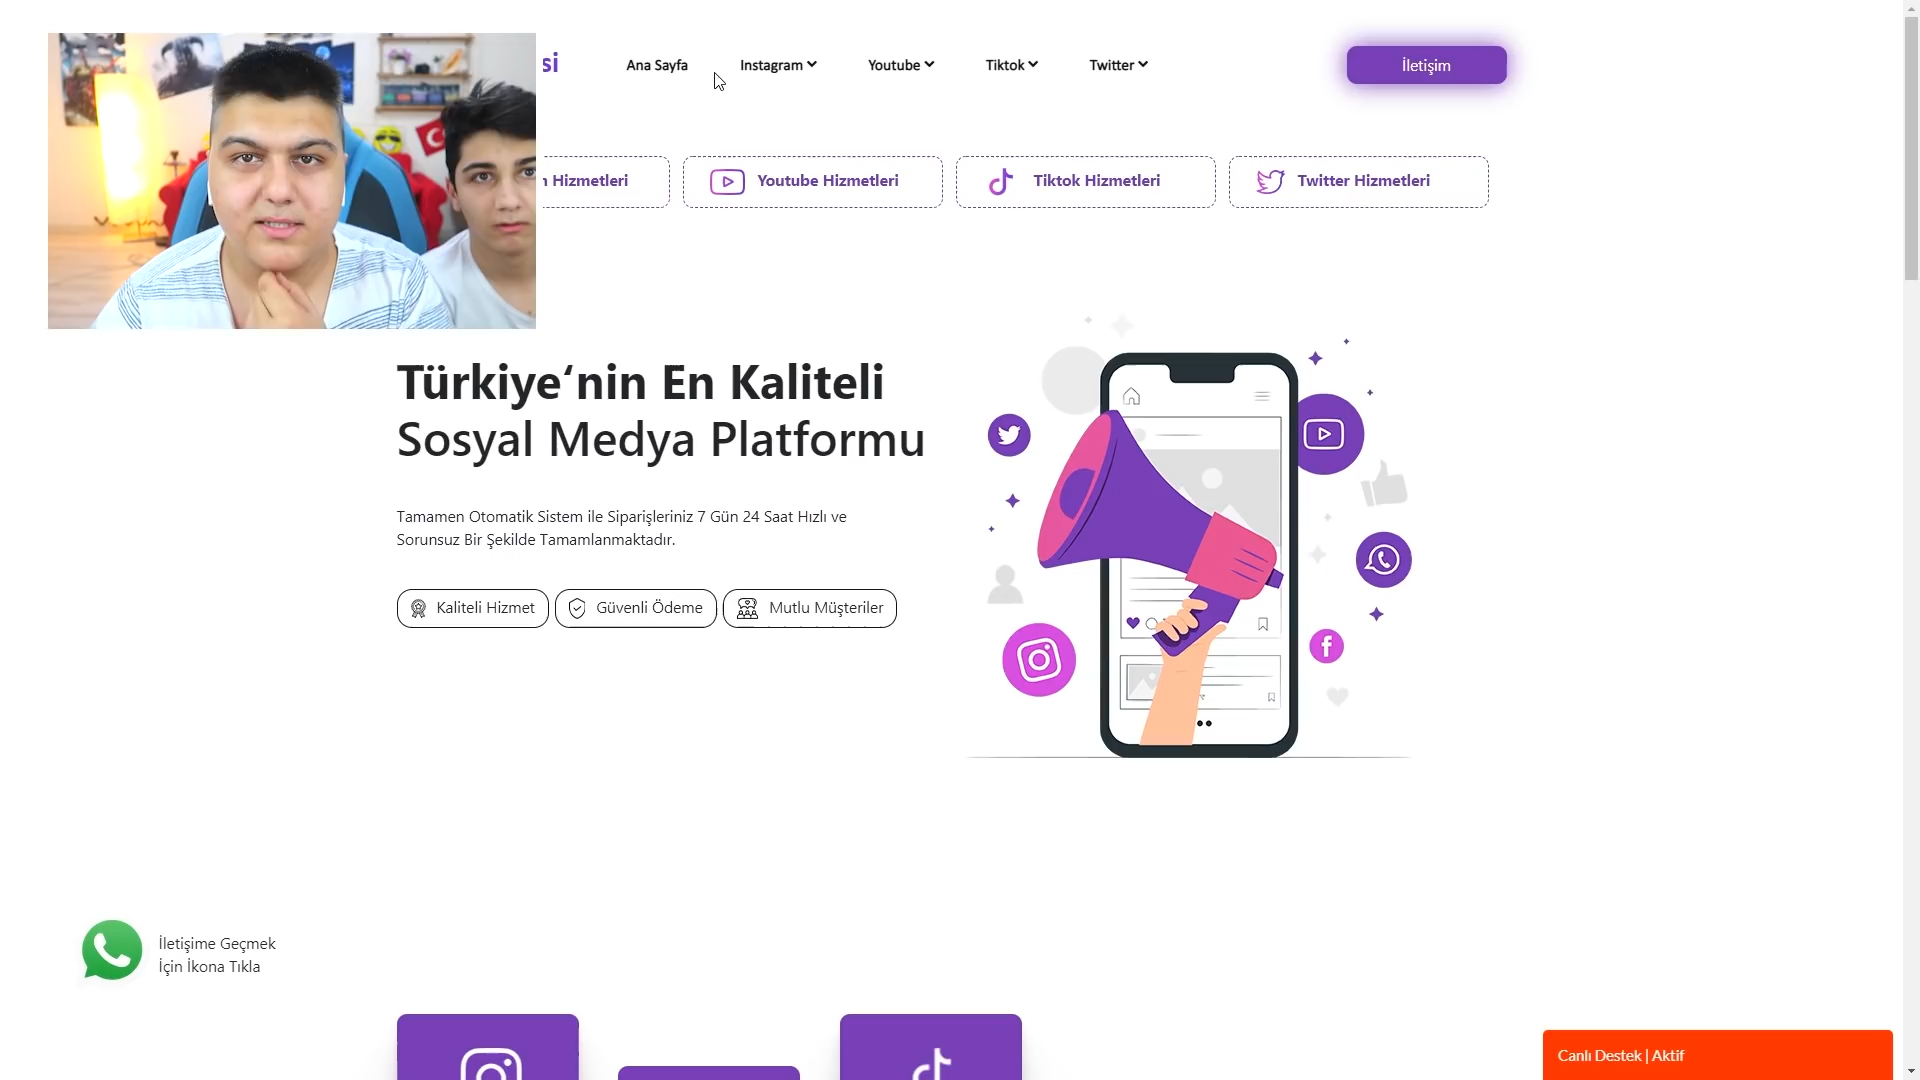 Ana Sayfa
Instagram
Youtube
Tiktok
Twitter
İletişim
Hizmetleri
Youtube Hizmetleri
Tiktok Hizmetleri
Twitter Hizmetleri
Türkiye‘nin En Kaliteli
Sosyal Medya Platformu
Tamamen Otomatik Sistem ile Siparişleriniz 7 Gün 24 Saat Hızlı ve
Sorunsuz Bir Şekilde Tamamlanmaktadır.
Kaliteli Hizmet
Güvenli Ödeme
Mutlu Müşteriler
İletişime Geçmek
İçin İkona Tıkla
Canlı Destek | Aktif